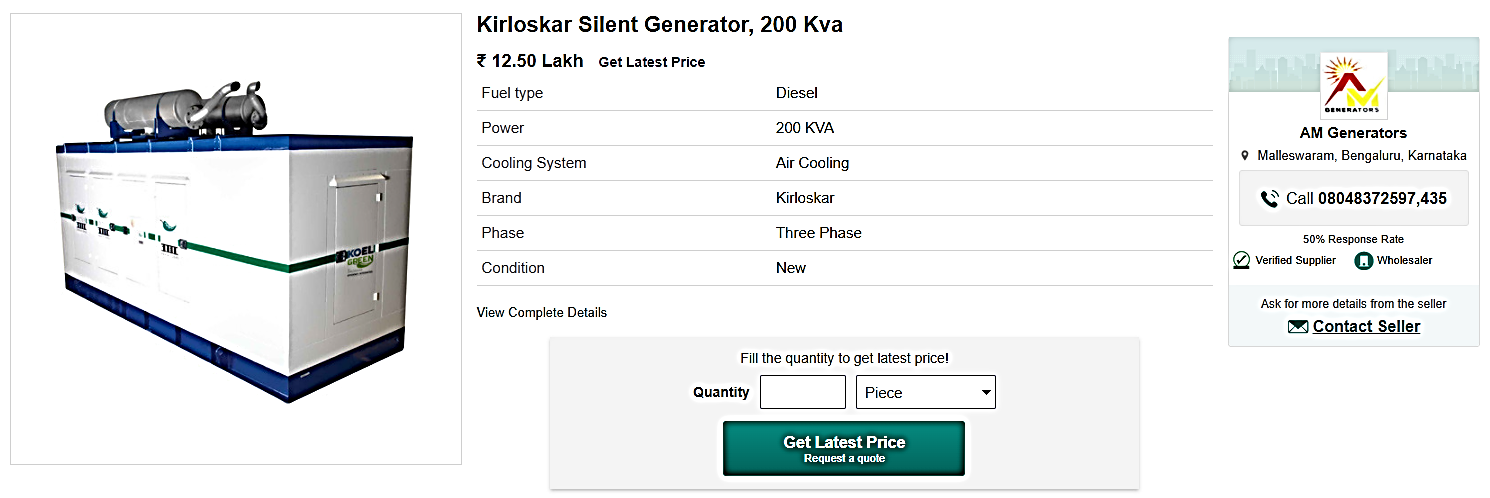 Kirloskar Silent Generator, 200 Kva
₹ 12.50 Lakh Get Latest Price
Fuel type Diesel
Power 200 KVA
Cooling System Air Cooling
Brand Kirloskar
Phase Three Phase
Condition New
View Complete Details
Fill the quantity to get latest price!
Quantity Piece
Get Latest Price
Request a quote
KOEL
GREEN
AM
GENERATORS
AM Generators
Malleswaram, Bengaluru, Karnataka
Call 08048372597,435
50% Response Rate
Verified Supplier Wholesaler
Ask for more details from the seller
Contact Seller